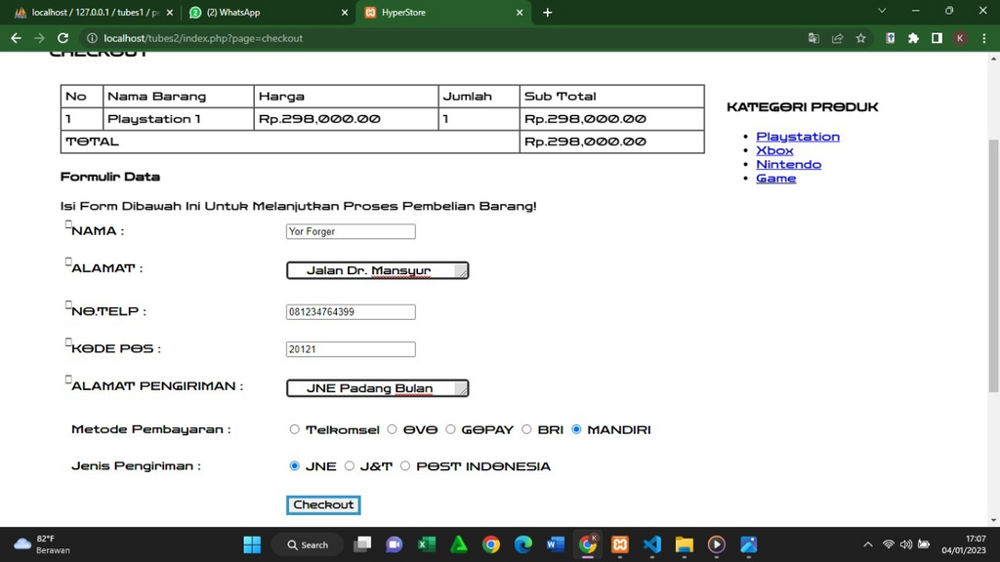 localhost / 127.0.0.1 / tubes1 / pe
(2) WhatsApp
HyperStore
localhost/tubes2/index.php?page=checkout
K
CHECKOUT
No Nama Barang Harga Jumlah Sub Total
1 Playstation 1 Rp.298,000.00 1 Rp.298,000.00
TOTAL Rp.298,000.00
KATEGORI PRODUK
Playstation
Xbox
Nintendo
Game
Formulir Data
Isi Form Dibawah Ini Untuk Melanjutkan Proses Pembelian Barang!
NAMA : Yor Forger
ALAMAT : Jalan Dr. Mansyur
NO.TELP : 081234764399
KODE POS : 20121
ALAMAT PENGIRIMAN : JNE Padang Bulan
Metode Pembayaran : Telkomsel OVO GOPAY BRI MANDIRI
Jenis Pengiriman : JNE J&T POST INDONESIA
Checkout
82°F
Berawan
Search
17:07
04/01/2023